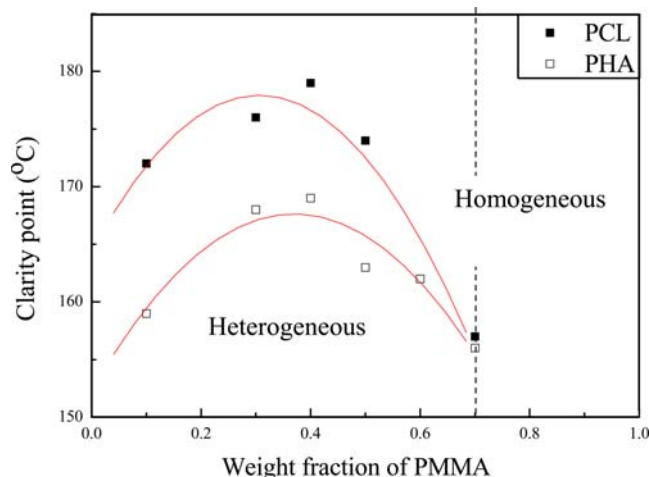 PCL
PHA
180
170
160
150
Clarity point (°C)
Homogeneous
Heterogeneous
0.0 0.2 0.4 0.6 0.8 1.0
Weight fraction of PMMA